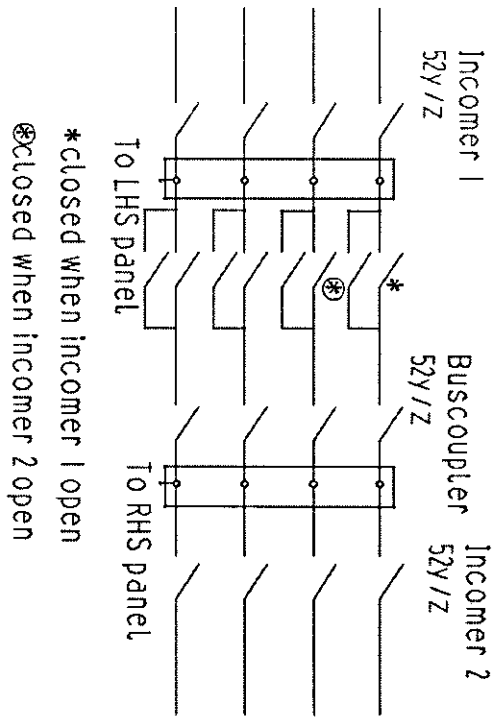 Incomer 1
52y/Z
Buscoupler
52y/Z
Incomer 2
52y/Z
*
⊛
To LHS panel
To RHS panel
*closed when incomer 1 open
⊛closed when incomer 2 open